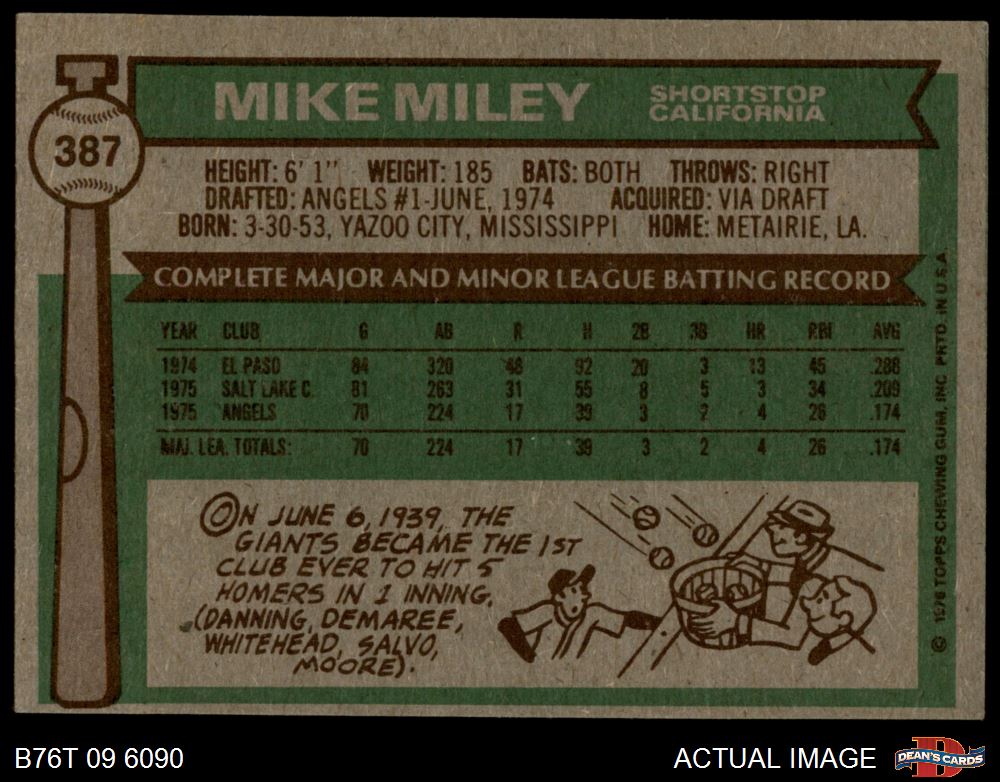 MIKE MILEY SHORTSTOP
CALIFORNIA
387
HEIGHT: 6' 1" WEIGHT: 185 BATS: BOTH THROWS: RIGHT
DRAFTED: ANGELS #1-JUNE, 1974 ACQUIRED: VIA DRAFT
BORN: 3-30-53, YAZOO CITY, MISSISSIPPI HOME: METAIRIE, LA.
COMPLETE MAJOR AND MINOR LEAGUE BATTING RECORD
YEAR CLUB G AB R H 2B 3B HR RBI AVG
1974 EL PASO 84 320 48 92 20 3 13 45 .288
1975 SALT LAKE C. 81 263 31 55 8 5 3 34 .209
1975 ANGELS 70 224 17 39 3 2 4 26 .174
MAJ. LEA. TOTALS: 70 224 17 39 3 2 4 26 .174
ON JUNE 6, 1939, THE
GIANTS BECAME THE 1ST
CLUB EVER TO HIT 5
HOMERS IN 1 INNING.
(DANNING, DEMAREE,
WHITEHEAD, SALVO,
MOORE).
© 1976 TOPPS CHEWING GUM, INC. PRTD. IN U.S.A.
B76T 09 6090 ACTUAL IMAGE
D
DEAN'S CARDS